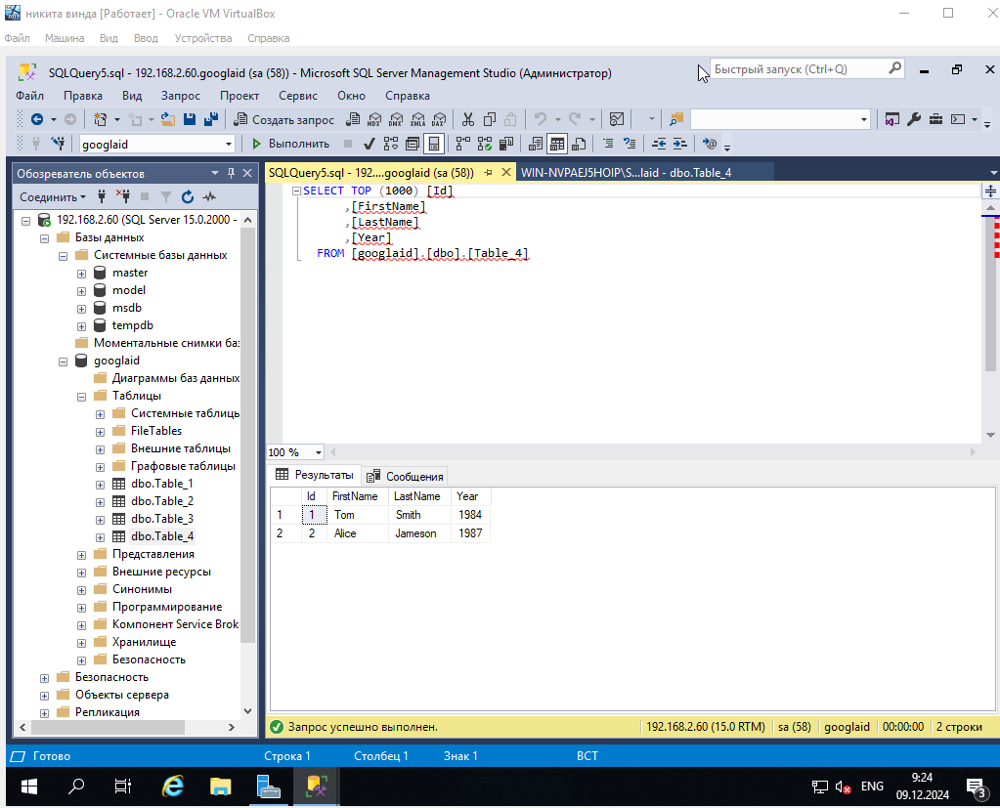 никита винда [Работает] - Oracle VM VirtualBox
Файл Машина Вид Ввод Устройства Справка
SQLQuery5.sql - 192.168.2.60.googlaid (sa (58)) - Microsoft SQL Server Management Studio (Администратор)
Быстрый запуск (Ctrl+Q)
Файл Правка Вид Запрос Проект Сервис Окно Справка
Создать запрос
MDX DMX XMLA DAX
googlaid
Выполнить
Обозреватель объектов
Соединить
192.168.2.60 (SQL Server 15.0.2000 -
Базы данных
Системные базы данных
master
model
msdb
tempdb
Моментальные снимки баз
googlaid
Диаграммы баз данных
Таблицы
Системные таблицы
FileTables
Внешние таблицы
Графовые таблицы
dbo.Table_1
dbo.Table_2
dbo.Table_3
dbo.Table_4
Представления
Внешние ресурсы
Синонимы
Программирование
Компонент Service Brok
Хранилище
Безопасность
Безопасность
Объекты сервера
Репликация
SQLQuery5.sql - 192....googlaid (sa (58))
WIN-NVPAEJ5HOIP\S...laid - dbo.Table_4
SELECT TOP (1000) [Id]
,[FirstName]
,[LastName]
,[Year]
FROM [googlaid].[dbo].[Table_4]
100 %
Результаты Сообщения
Id FirstName LastName Year
1 1 Tom Smith 1984
2 2 Alice Jameson 1987
Запрос успешно выполнен.
192.168.2.60 (15.0 RTM) sa (58) googlaid 00:00:00 2 строки
Готово Строка 1 Столбец 1 Знак 1 ВСТ
ENG
9:24
09.12.2024
3